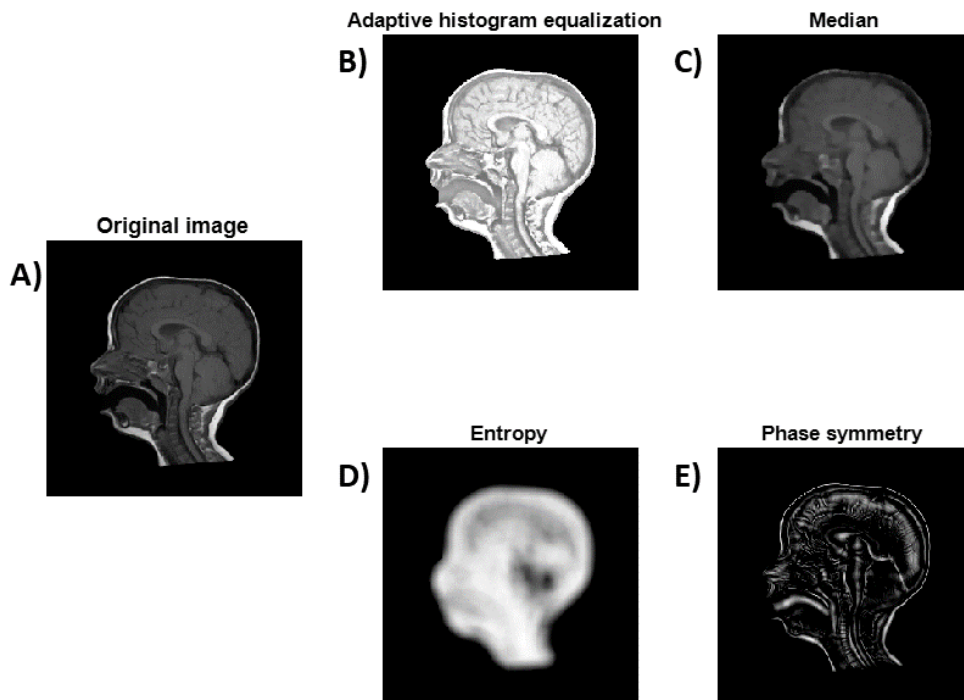 Adaptive histogram equalization
B)
Median
C)
Original image
A)
Entropy
D)
Phase symmetry
E)